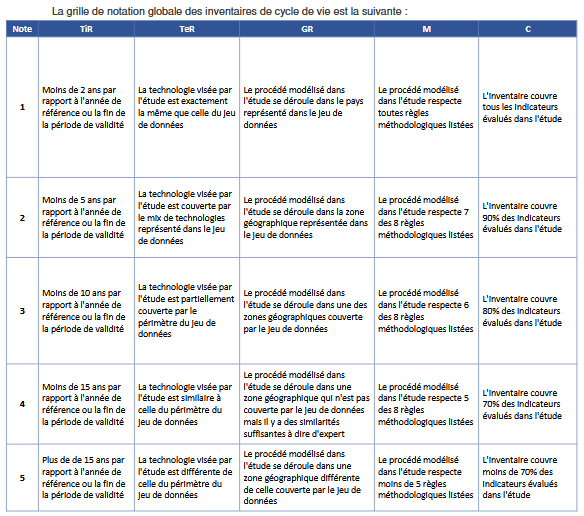 La grille de notation globale des inventaires de cycle de vie est la suivante :
Note TiR TeR GR M C
1
Moins de 2 ans par
rapport à l'année de
référence ou la fin de
la période de validité
La technologie visée par
l'étude est exactement
la même que celle du jeu
de données
Le procédé modélisé dans
l'étude se déroule dans le pays
représenté dans le jeu de
données
Le procédé modélisé
dans l'étude respecte
toutes règles
méthodologiques listées
L'inventaire couvre
tous les indicateurs
évalués dans l'étude
2
Moins de 5 ans par
rapport à l'année de
référence ou la fin de
la période de validité
La technologie visée par
l'étude est couverte par
le mix de technologies
représenté dans le jeu
de données
Le procédé modélisé dans
l'étude se déroule dans la zone
géographique représentée dans
le jeu de données
Le procédé modélisé
dans l'étude respecte 7
des 8 règles
méthodologiques listées
L'inventaire couvre
90% des indicateurs
évalués dans l'étude
3
Moins de 10 ans par
rapport à l'année de
référence ou la fin de
la période de validité
La technologie visée par
l'étude est partiellement
couverte par le
périmètre du jeu de
données
Le procédé modélisé dans
l'étude se déroule dans une des
zones géographiques couverte
par le jeu de données
Le procédé modélisé
dans l'étude respecte 6
des 8 règles
méthodologiques listées
L'inventaire couvre
80% des indicateurs
évalués dans l'étude
4
Moins de 15 ans par
rapport à l'année de
référence ou la fin de
la période de validité
La technologie visée par
l'étude est similaire à
celle du périmètre du
jeu de données
Le procédé modélisé dans
l'étude se déroule dans une
zone géographique qui n'est pas
couverte par le jeu de données
mais il y a des similarités
suffisantes à dire d'expert
Le procédé modélisé
dans l'étude respecte 5
des 8 règles
méthodologiques listées
L'inventaire couvre
70% des indicateurs
évalués dans l'étude
5
Plus de de 15 ans par
rapport à l'année de
référence ou la fin de
la période de validité
La technologie visée par
l'étude est différente de
celle du périmètre du
jeu de données
Le procédé modélisé dans
l'étude se déroule dans une
zone géographique différente
de celle couverte par le jeu de
données
Le procédé modélisé
dans l'étude respecte
moins de 5 règles
méthodologiques listées
L'inventaire couvre
moins de 70% des
indicateurs évalués
dans l'étude